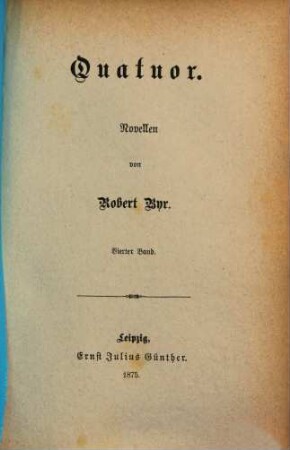 Quatuor.
Novellen
von
Robert Byr.
Vierter Band.
Leipzig,
Ernst Julius Günther.
1875.